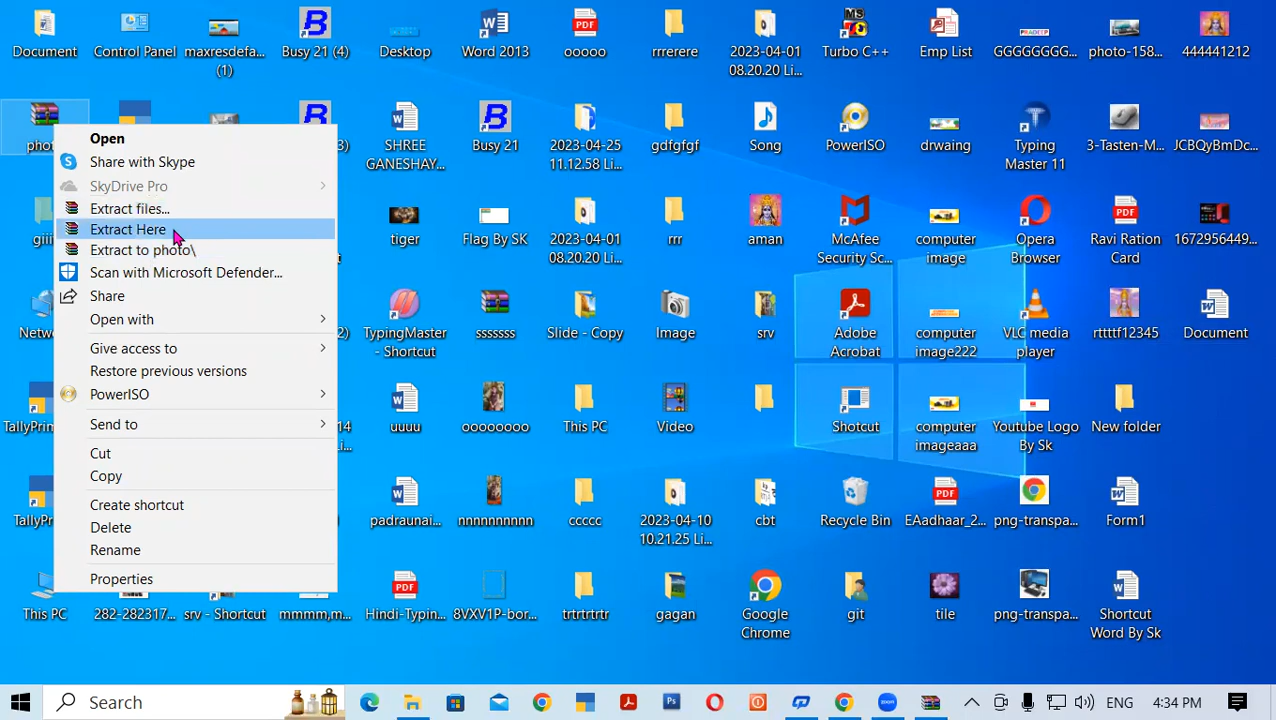 Document
Control Panel
maxresdefa...
(1)
Busy 21 (4)
Desktop
Word 2013
ooooo
rrrerere
2023-04-01
08.20.20 Li...
Turbo C++
Emp List
GGGGGGGG...
photo-158...
444441212
SHREE
GANESHAY...
Busy 21
2023-04-25
11.12.58 Li...
gdfgfgf
Song
PowerISO
drwaing
Typing
Master 11
3-Tasten-M...
JCBQyBmDc...
Open
Share with Skype
SkyDrive Pro
Extract files...
Extract Here
Extract to photo\
Scan with Microsoft Defender...
Share
Open with
Give access to
Restore previous versions
PowerISO
Send to
Cut
Copy
Create shortcut
Delete
Rename
Properties
tiger
Flag By SK
2023-04-01
08.20.20 Li...
rrr
aman
McAfee
Security Sc...
computer
image
Opera
Browser
Ravi Ration
Card
1672956449...
TypingMaster
- Shortcut
sssssss
Slide - Copy
Image
srv
Adobe
Acrobat
computer
image222
VLC media
player
rttttf12345
Document
uuuu
oooooooo
This PC
Video
Shotcut
computer
imageaaa
Youtube Logo
By Sk
New folder
padraunai...
nnnnnnnnnn
ccccc
2023-04-10
10.21.25 Li...
cbt
Recycle Bin
EAadhaar_2...
png-transpa...
Form1
This PC
282-282317...
srv - Shortcut
mmmm,m...
Hindi-Typin...
8VXV1P-bor...
trtrtrtrtr
gagan
Google
Chrome
git
tile
png-transpa...
Shortcut
Word By Sk
Search
ENG
4:34 PM